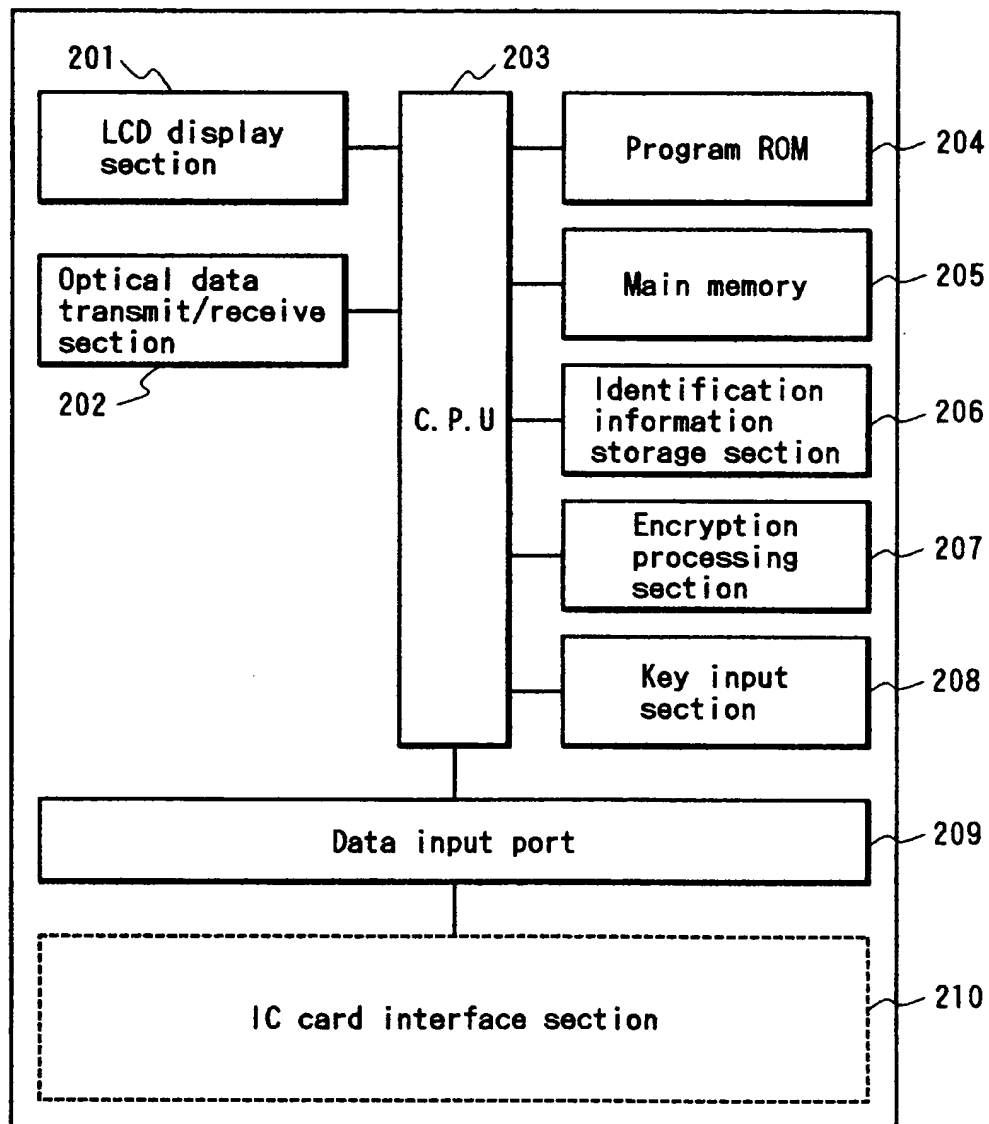 201
LCD display
section
203
Program ROM
204
Optical data
transmit/receive
section
202
Main memory
205
C.P.U
Identification
information
storage section
206
Encryption
processing
section
207
Key input
section
208
Data input port
209
IC card interface section
210